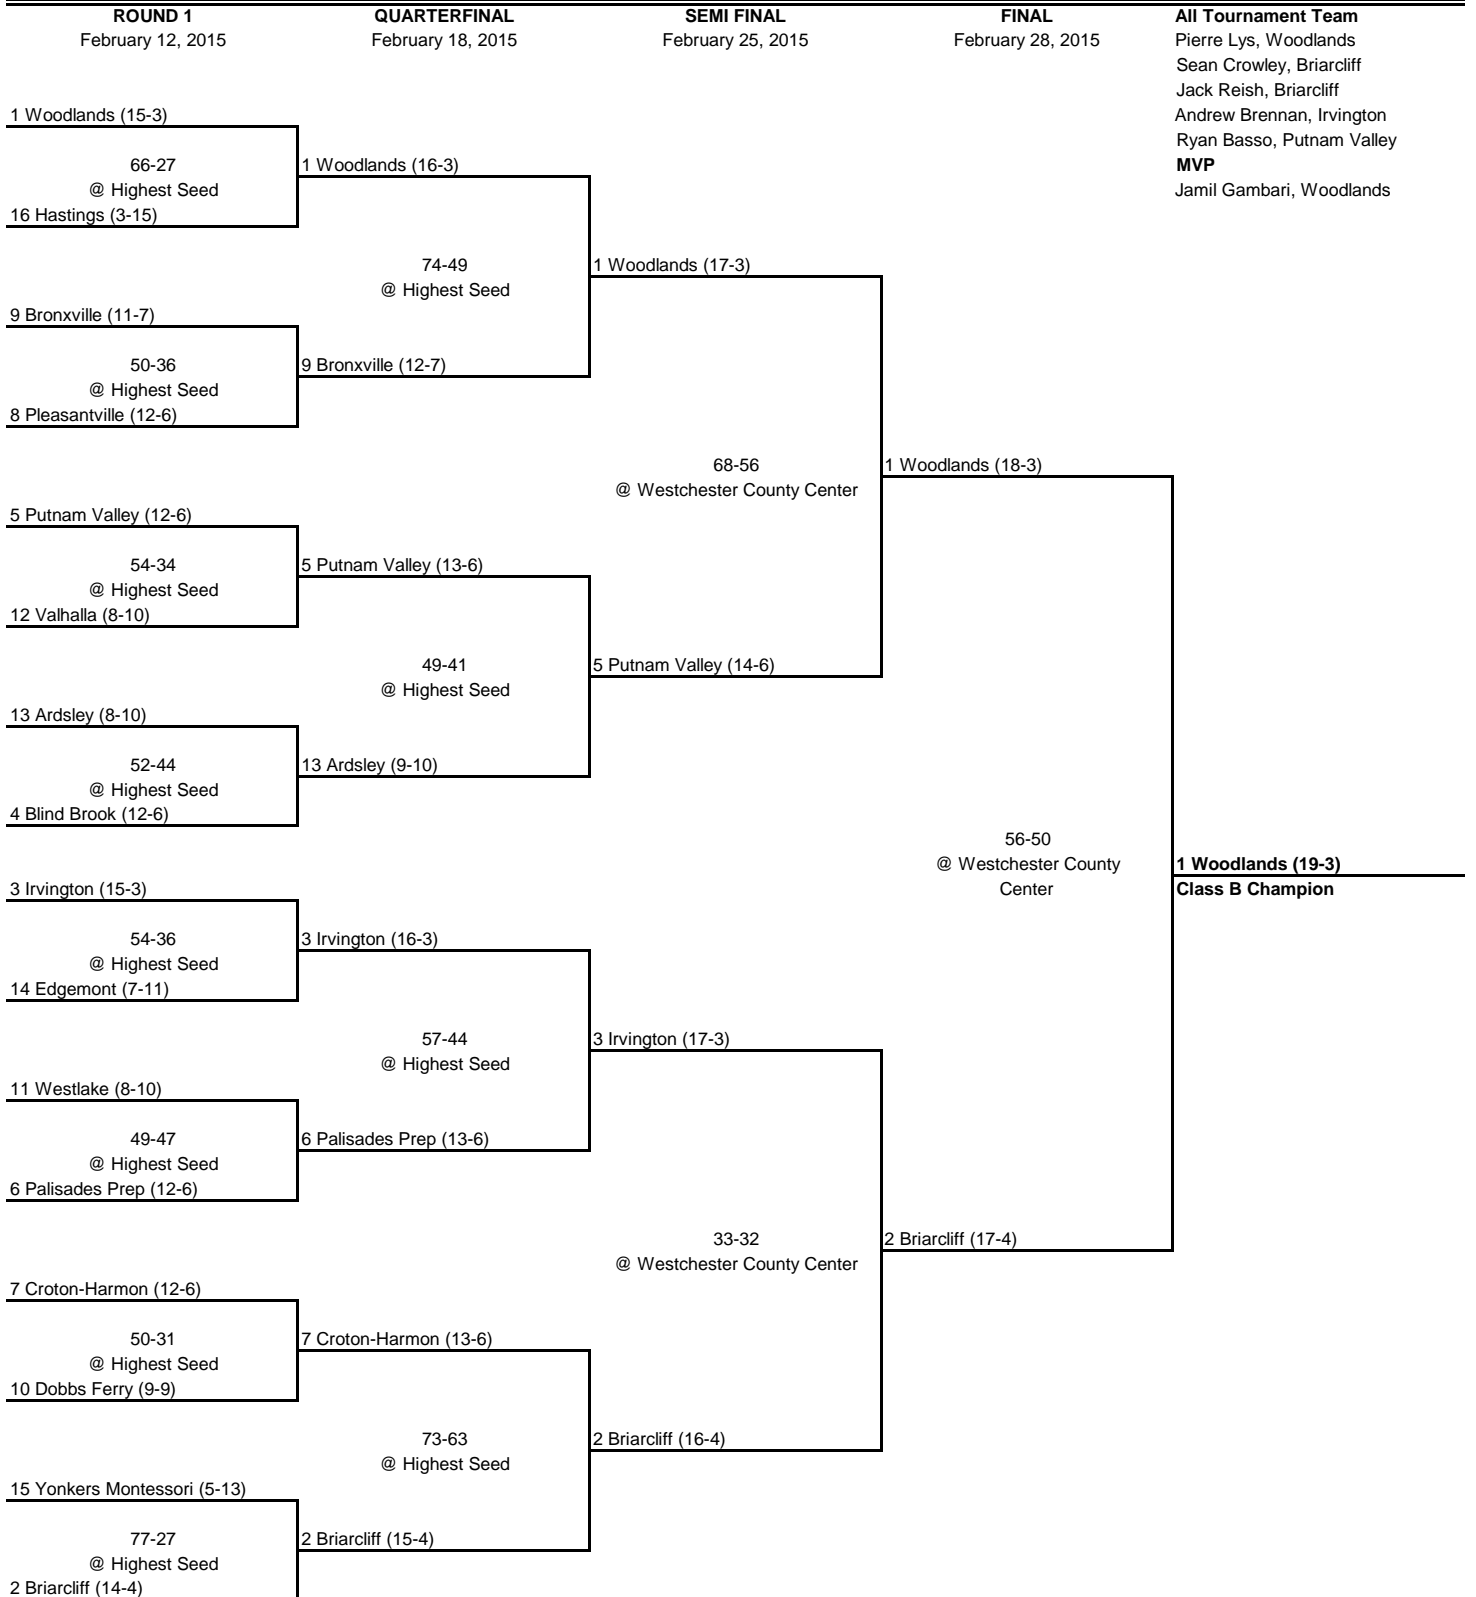 ROUND 1 QUARTERFINAL SEMI FINAL FINAL All Tournament Team
February 12, 2015 February 18, 2015 February 25, 2015 February 28, 2015 Pierre Lys, Woodlands
Sean Crowley, Briarcliff
Jack Reish, Briarcliff
1 Woodlands (15-3) Andrew Brennan, Irvington
Ryan Basso, Putnam Valley
66-27 1 Woodlands (16-3) MVP
@ Highest Seed Jamil Gambari, Woodlands
16 Hastings (3-15)
74-49 1 Woodlands (17-3)
@ Highest Seed
9 Bronxville (11-7)
50-36 9 Bronxville (12-7)
@ Highest Seed
8 Pleasantville (12-6)
68-56 1 Woodlands (18-3)
@ Westchester County Center
5 Putnam Valley (12-6)
54-34 5 Putnam Valley (13-6)
@ Highest Seed
12 Valhalla (8-10)
49-41 5 Putnam Valley (14-6)
@ Highest Seed
13 Ardsley (8-10)
52-44 13 Ardsley (9-10)
@ Highest Seed
4 Blind Brook (12-6)
56-50
@ Westchester County 1 Woodlands (19-3)
3 Irvington (15-3) Center Class B Champion
54-36 3 Irvington (16-3)
@ Highest Seed
14 Edgemont (7-11)
57-44 3 Irvington (17-3)
@ Highest Seed
11 Westlake (8-10)
49-47 6 Palisades Prep (13-6)
@ Highest Seed
6 Palisades Prep (12-6)
33-32 2 Briarcliff (17-4)
@ Westchester County Center
7 Croton-Harmon (12-6)
50-31 7 Croton-Harmon (13-6)
@ Highest Seed
10 Dobbs Ferry (9-9)
73-63 2 Briarcliff (16-4)
@ Highest Seed
15 Yonkers Montessori (5-13)
77-27 2 Briarcliff (15-4)
@ Highest Seed
2 Briarcliff (14-4)